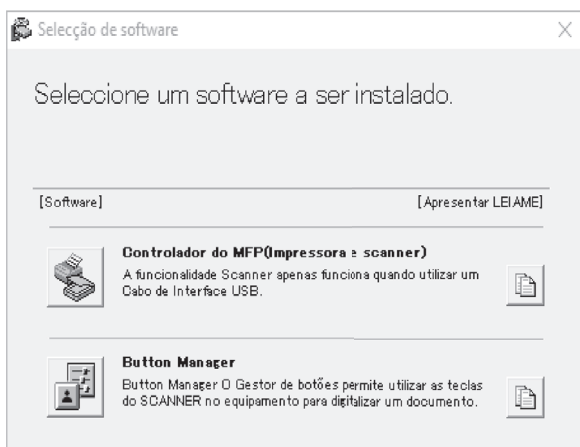 Selecção de software
Seleccione um software a ser instalado.
[Software] [Apresentar LEIAME]
Controlador do MFP(Impressora e scanner)
A funcionalidade Scanner apenas funciona quando utilizar um
Cabo de Interface USB.
Button Manager
Button Manager O Gestor de botões permite utilizar as teclas
do SCANNER no equipamento para digitalizar um documento.